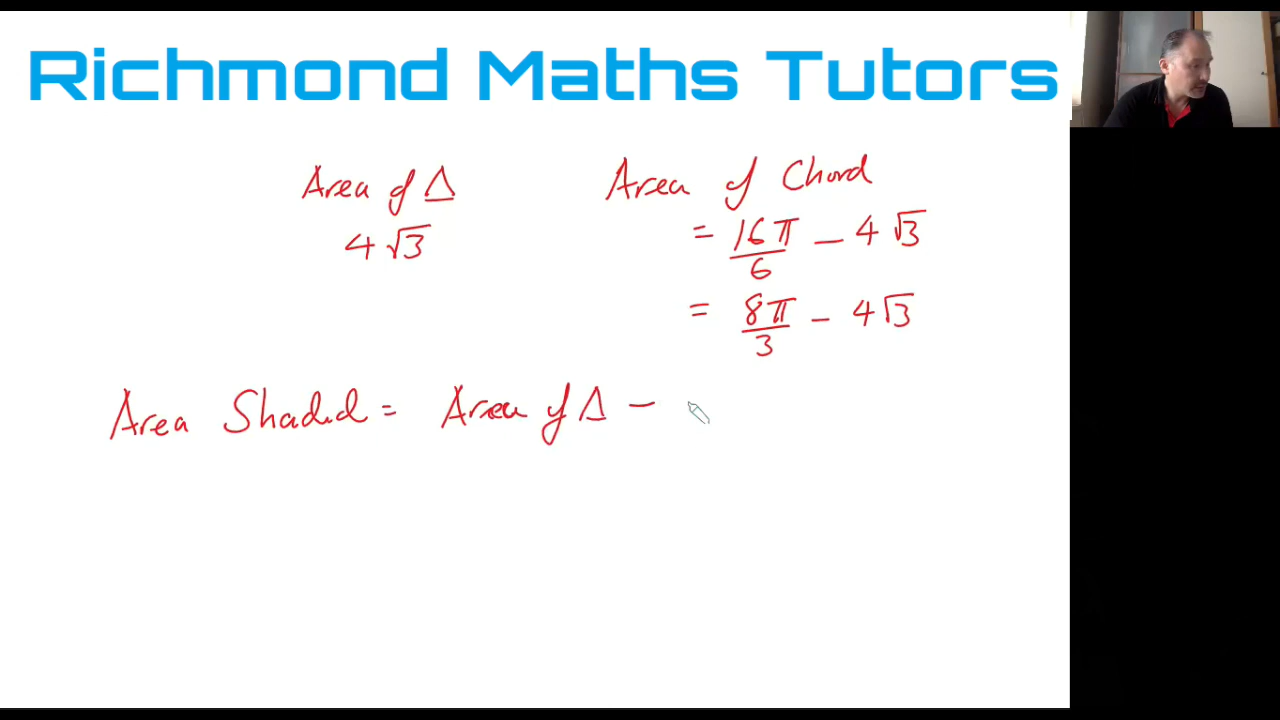 Richmond Maths Tutors
Area of Δ
4√3
Area of Chord
= 16π/6 - 4√3
= 8π/3 - 4√3
Area Shaded = Area of Δ -